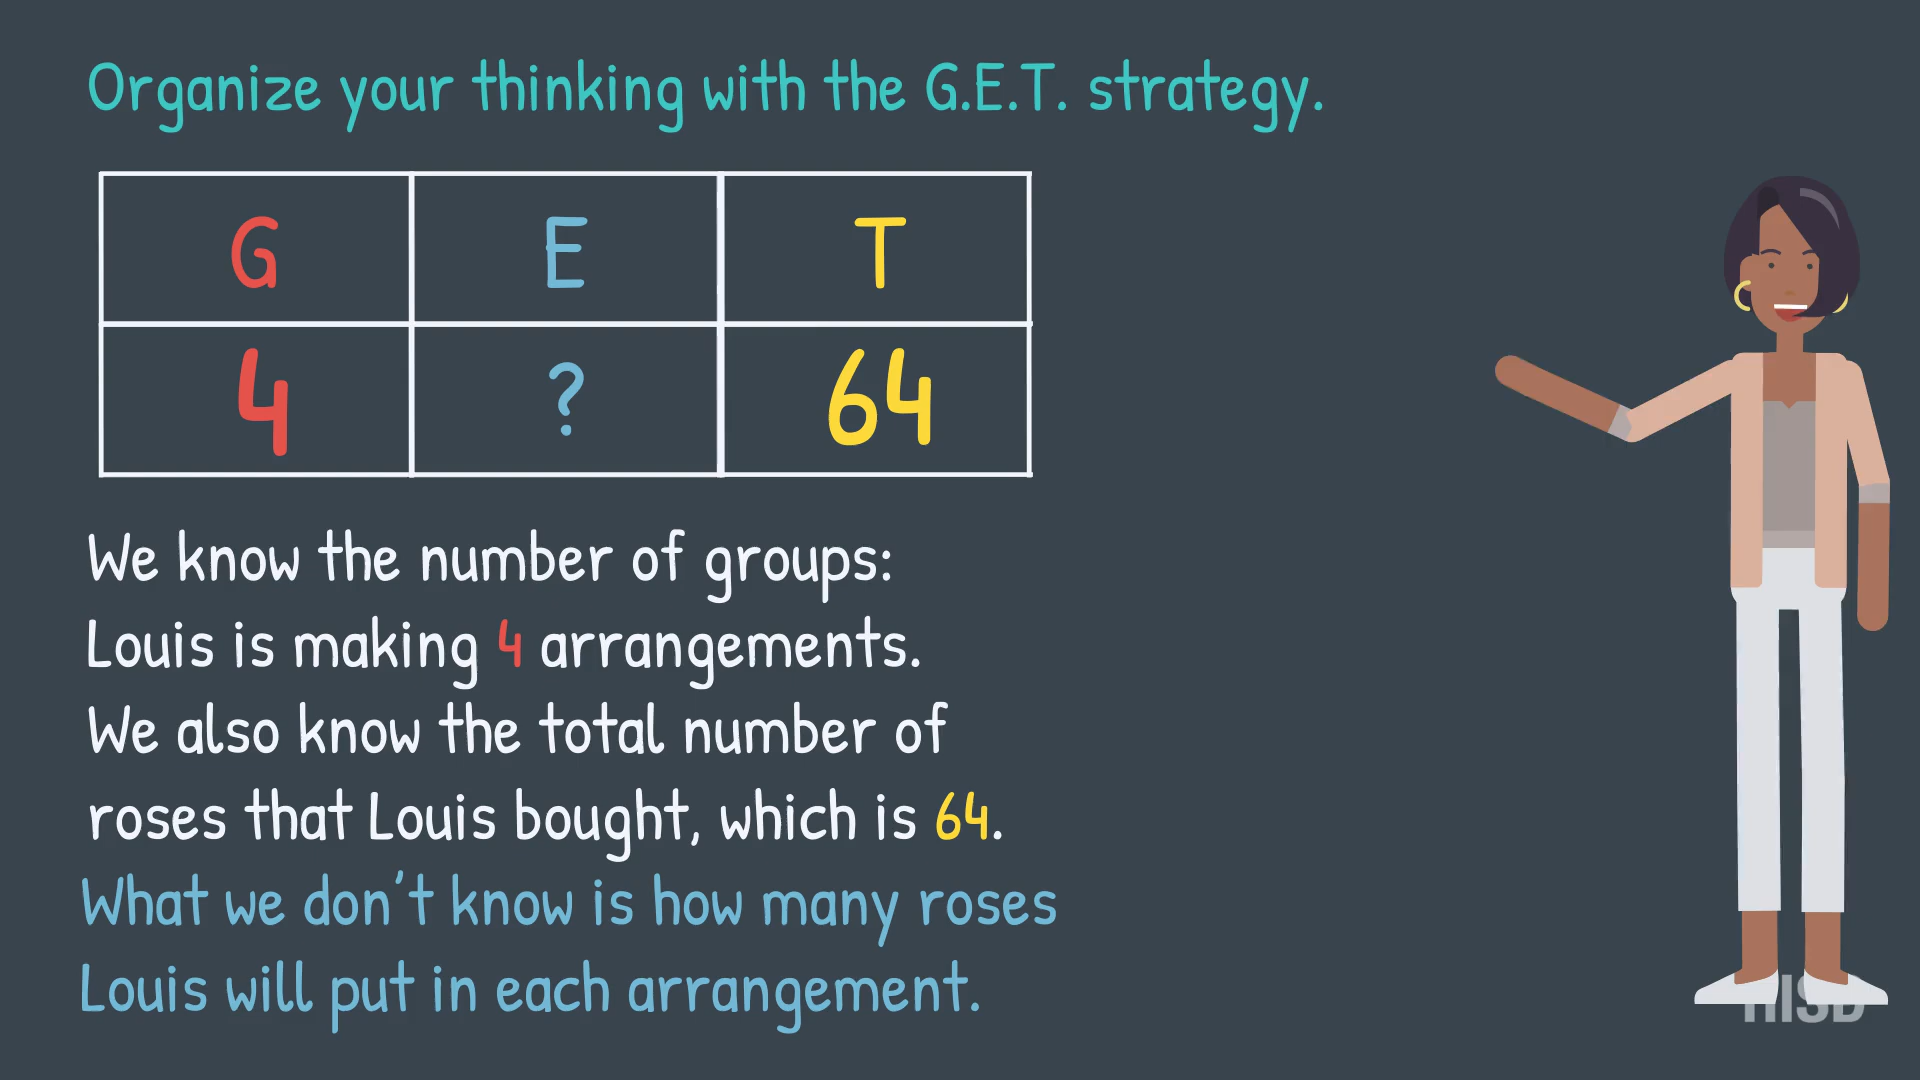 Organize your thinking with the G.E.T. strategy.
G E T
4 ? 64
We know the number of groups:
Louis is making 4 arrangements.
We also know the total number of
roses that Louis bought, which is 64.
What we don't know is how many roses
Louis will put in each arrangement.
HISD